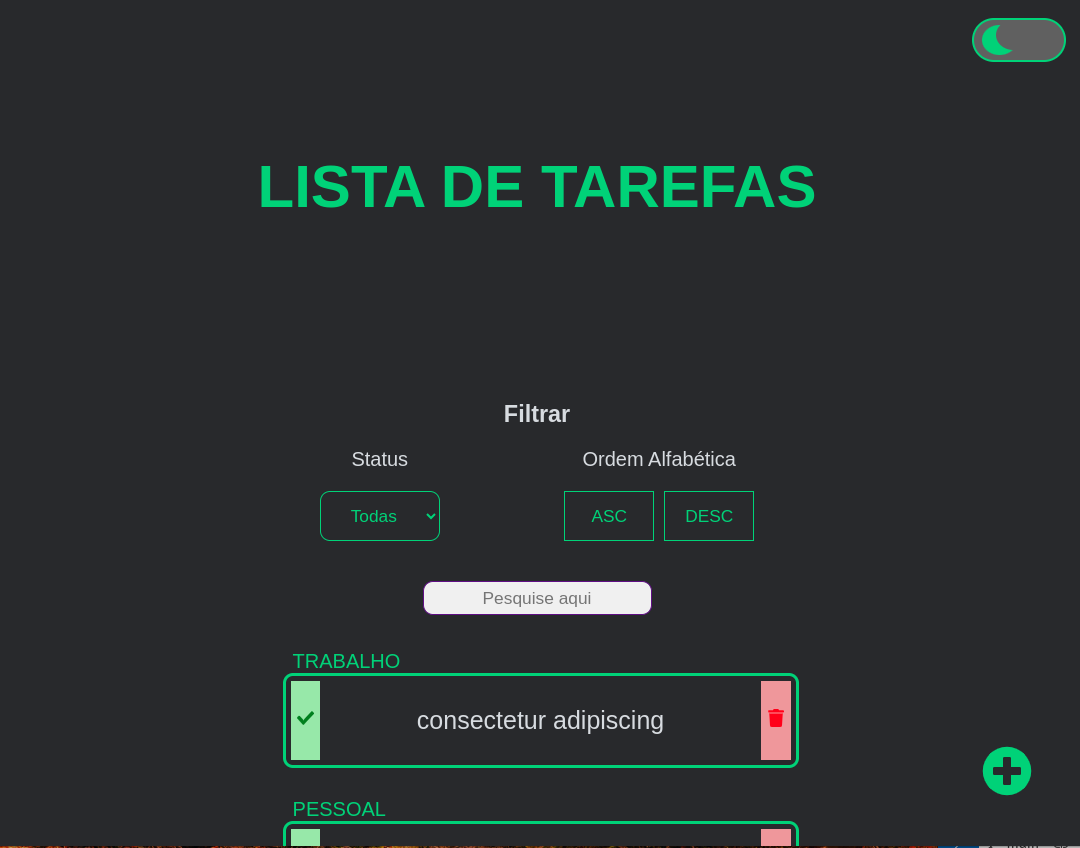 LISTA DE TAREFAS
Filtrar
Status
Ordem Alfabética
Todas
ASC
DESC
Pesquise aqui
TRABALHO
consectetur adipiscing
PESSOAL